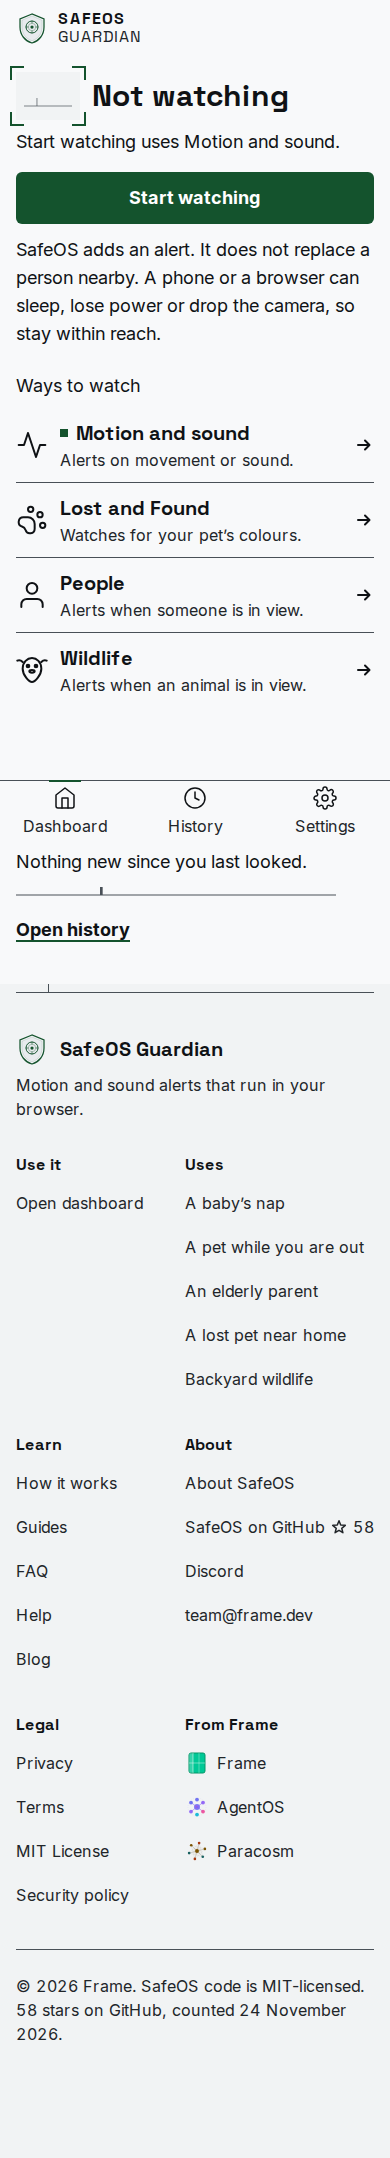 SAFEOS
GUARDIAN
Not watching
Start watching uses Motion and sound.
Start watching
SafeOS adds an alert. It does not replace a
person nearby. A phone or a browser can
sleep, lose power or drop the camera, so
stay within reach.
Ways to watch
Motion and sound
Alerts on movement or sound.
Lost and Found
Watches for your pet’s colours.
People
Alerts when someone is in view.
Wildlife
Alerts when an animal is in view.
Dashboard
History
Settings
Nothing new since you last looked.
Open history
SafeOS Guardian
Motion and sound alerts that run in your
browser.
Use it
Open dashboard
Uses
A baby’s nap
A pet while you are out
An elderly parent
A lost pet near home
Backyard wildlife
Learn
How it works
Guides
FAQ
Help
Blog
About
About SafeOS
SafeOS on GitHub ☆ 58
Discord
team@frame.dev
Legal
Privacy
Terms
MIT License
Security policy
From Frame
Frame
AgentOS
Paracosm
© 2026 Frame. SafeOS code is MIT-licensed.
58 stars on GitHub, counted 24 November
2026.